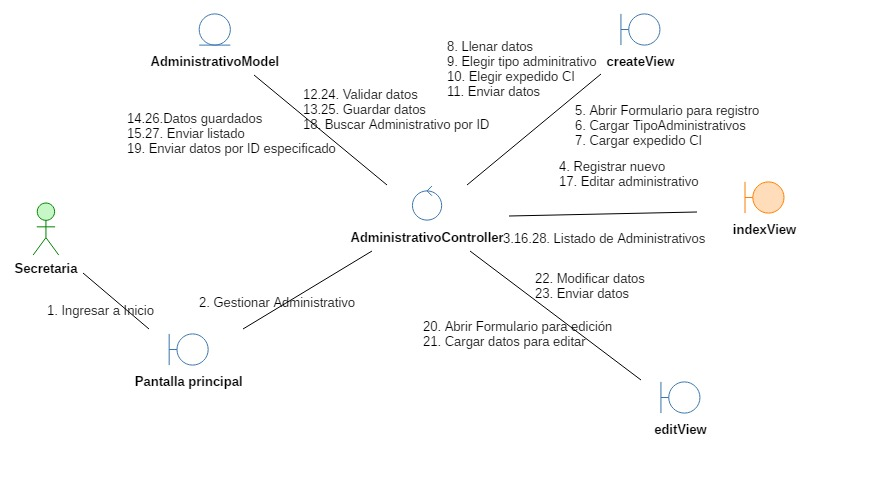 8. Llenar datos
9. Elegir tipo adminitrativo
10. Elegir expedido CI
11. Enviar datos
AdministrativoModel
createView
12.24. Validar datos
13.25. Guardar datos
18. Buscar Administrativo por ID
14.26.Datos guardados
15.27. Enviar listado
19. Enviar datos por ID especificado
5. Abrir Formulario para registro
6. Cargar TipoAdministrativos
7. Cargar expedido CI
4. Registrar nuevo
17. Editar administrativo
indexView
AdministrativoController
3.16.28. Listado de Administrativos
Secretaria
1. Ingresar a Inicio
2. Gestionar Administrativo
22. Modificar datos
23. Enviar datos
20. Abrir Formulario para edición
21. Cargar datos para editar
Pantalla principal
editView